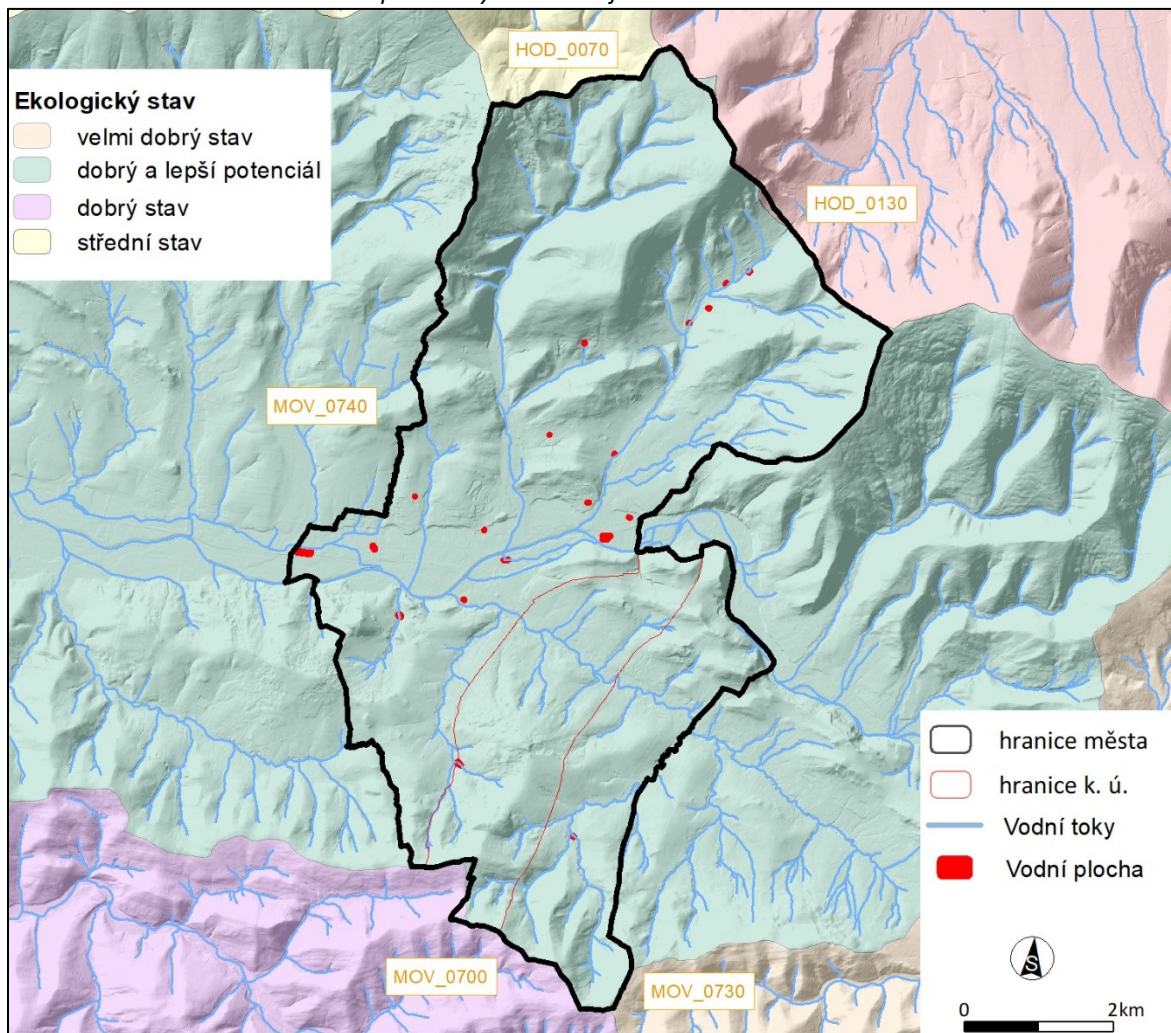 HOD_0070
Ekologický stav
velmi dobrý stav
dobrý a lepší potenciál
dobrý stav
střední stav
HOD_0130
MOV_0740
hranice města
hranice k. ú.
Vodní toky
Vodní plocha
S
MOV_0700
MOV_0730
0 2km